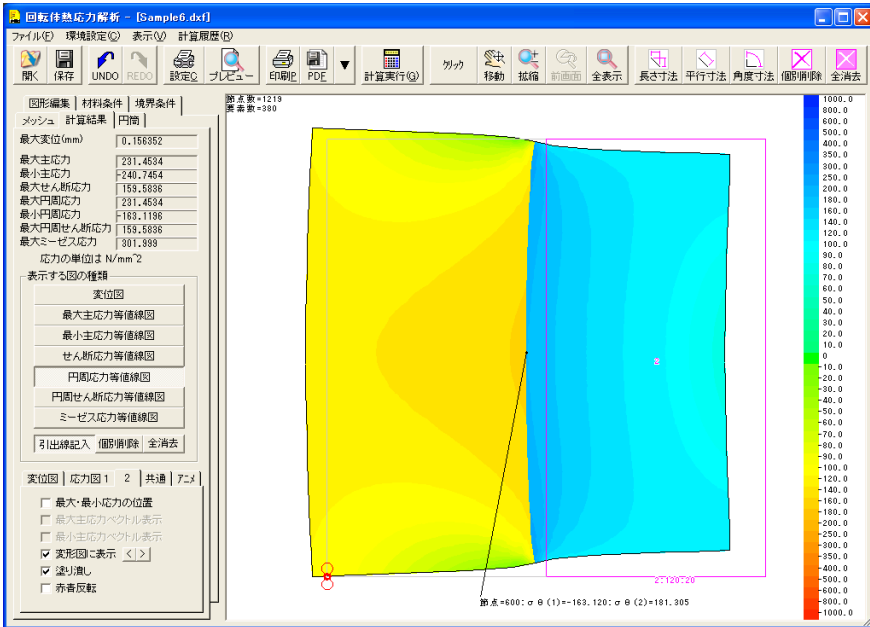 回転体熱応力解析 - [Sample6.dxf]
ファイル(F) 環境設定(C) 表示(V) 計算履歴(R)
開く 保存 UNDO REDO 設定C プレビュー 印刷P PDF ▼ 計算実行(G) クリック 移動 拡縮 前画面 全表示 長さ寸法 平行寸法 角度寸法 個別削除 全消去
図形編集 材料条件 境界条件
メッシュ 計算結果 円筒
最大変位(mm) 0.156352
最大主応力 231.4534
最小主応力 -240.7454
最大せん断応力 159.5836
最大円周応力 231.4534
最小円周応力 -163.1196
最大円周せん断応力 159.5836
最大ミーゼス応力 301.999
応力の単位は N/mm^2
表示する図の種類
変位図
最大主応力等値線図
最小主応力等値線図
せん断応力等値線図
円周応力等値線図
円周せん断応力等値線図
ミーゼス応力等値線図
引出線記入 個別削除 全消去
変位図 応力図1 2 共通 アニメ
最大・最小応力の位置
最大主応力ベクトル表示
最小主応力ベクトル表示
変形図に表示 < >
塗り潰し
赤青反転
節点数=1219
要素数=380
2:120:20
節点=600:σθ(1)=-163.120:σθ(2)=181.305
1000.0
900.0
800.0
700.0
600.0
500.0
400.0
350.0
300.0
250.0
200.0
180.0
160.0
140.0
120.0
100.0
90.0
80.0
70.0
60.0
50.0
40.0
30.0
20.0
10.0
0
-10.0
-20.0
-30.0
-40.0
-50.0
-60.0
-70.0
-80.0
-90.0
-100.0
-120.0
-140.0
-160.0
-180.0
-200.0
-250.0
-300.0
-350.0
-400.0
-500.0
-600.0
-700.0
-800.0
-900.0
-1000.0